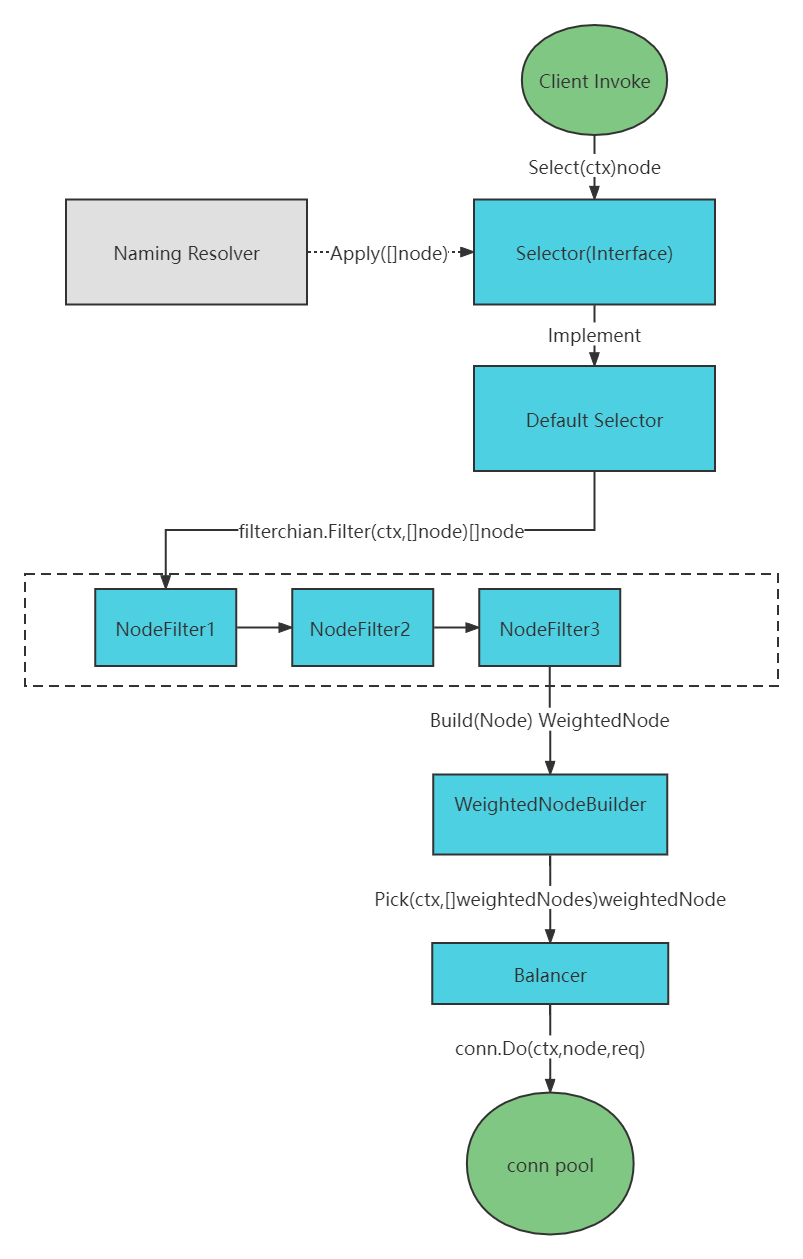 Client Invoke
Select(ctx)node
Naming Resolver
Apply([]node)
Selector(Interface)
Implement
Default Selector
filterchian.Filter(ctx,[]node)[]node
NodeFilter1
NodeFilter2
NodeFilter3
Build(Node) WeightedNode
WeightedNodeBuilder
Pick(ctx,[]weightedNodes)weightedNode
Balancer
conn.Do(ctx,node,req)
conn pool